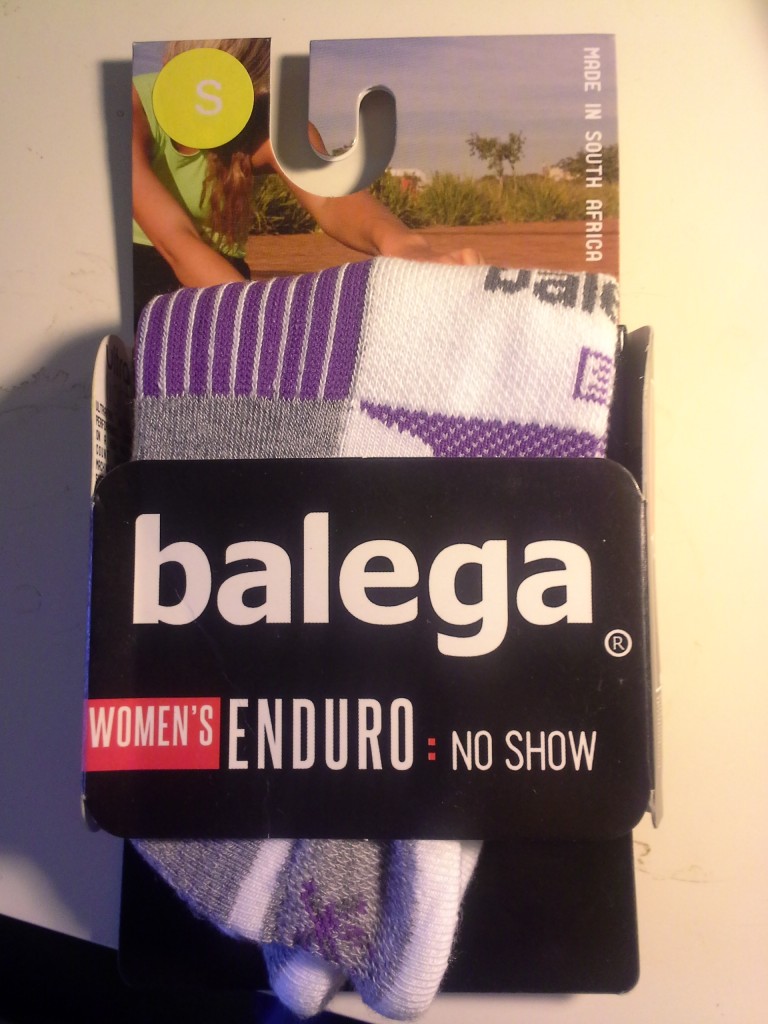 S
MADE IN SOUTH AFRICA
balega®
WOMEN'S ENDURO: NO SHOW